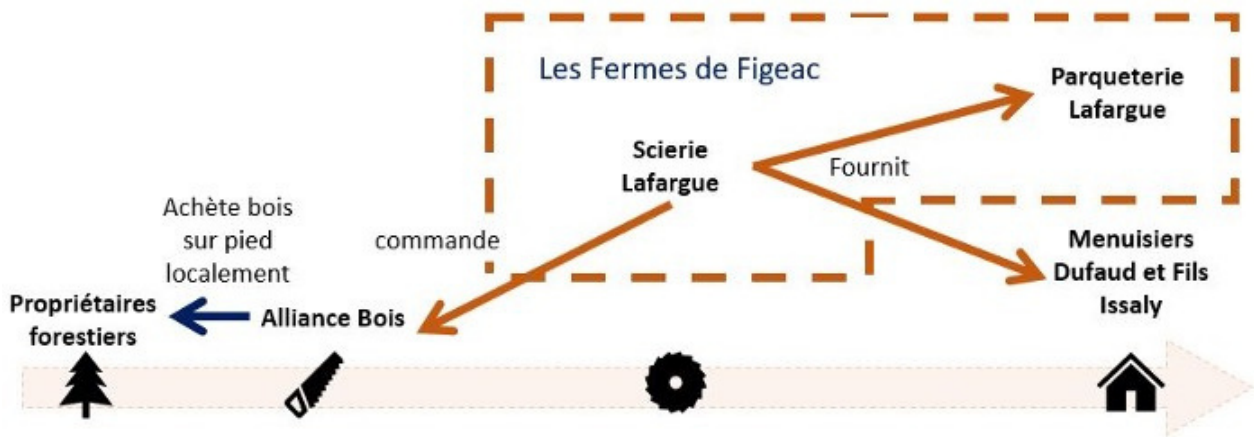 Les Fermes de Figeac
Parqueterie
Lafargue
Scierie
Lafargue
Fournit
Achète bois
sur pied
localement
commande
Menuisiers
Dufaud et Fils
Issaly
Propriétaires
forestiers
Alliance Bois